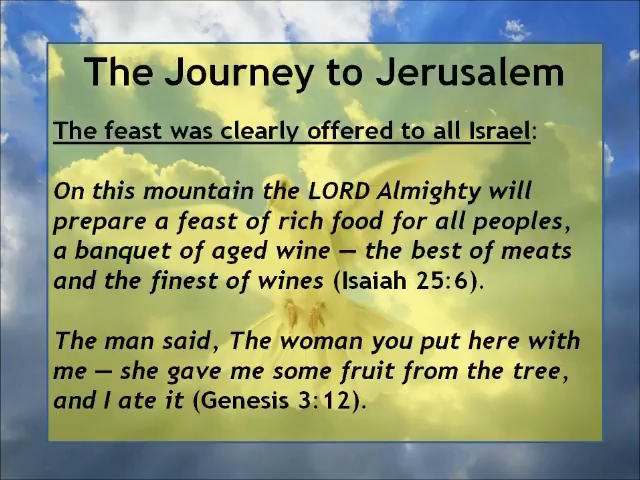 The Journey to Jerusalem
The feast was clearly offered to all Israel:
On this mountain the LORD Almighty will
prepare a feast of rich food for all peoples,
a banquet of aged wine — the best of meats
and the finest of wines (Isaiah 25:6).
The man said, The woman you put here with
me — she gave me some fruit from the tree,
and I ate it (Genesis 3:12).